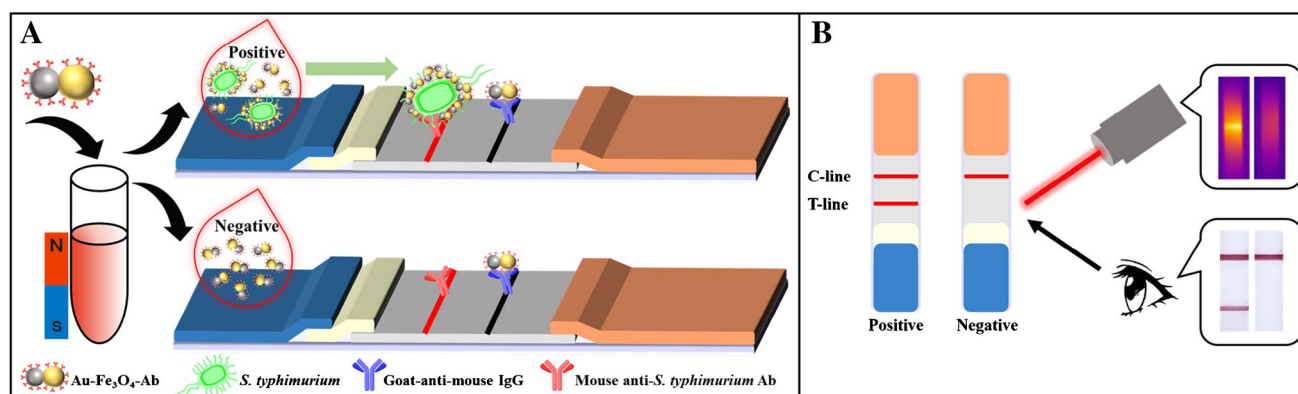 A
Positive
Negative
N
S
Au-Fe₃O₄-Ab
S. typhimurium
Goat-anti-mouse IgG
Mouse anti-S. typhimurium Ab
B
C-line
T-line
Positive
Negative